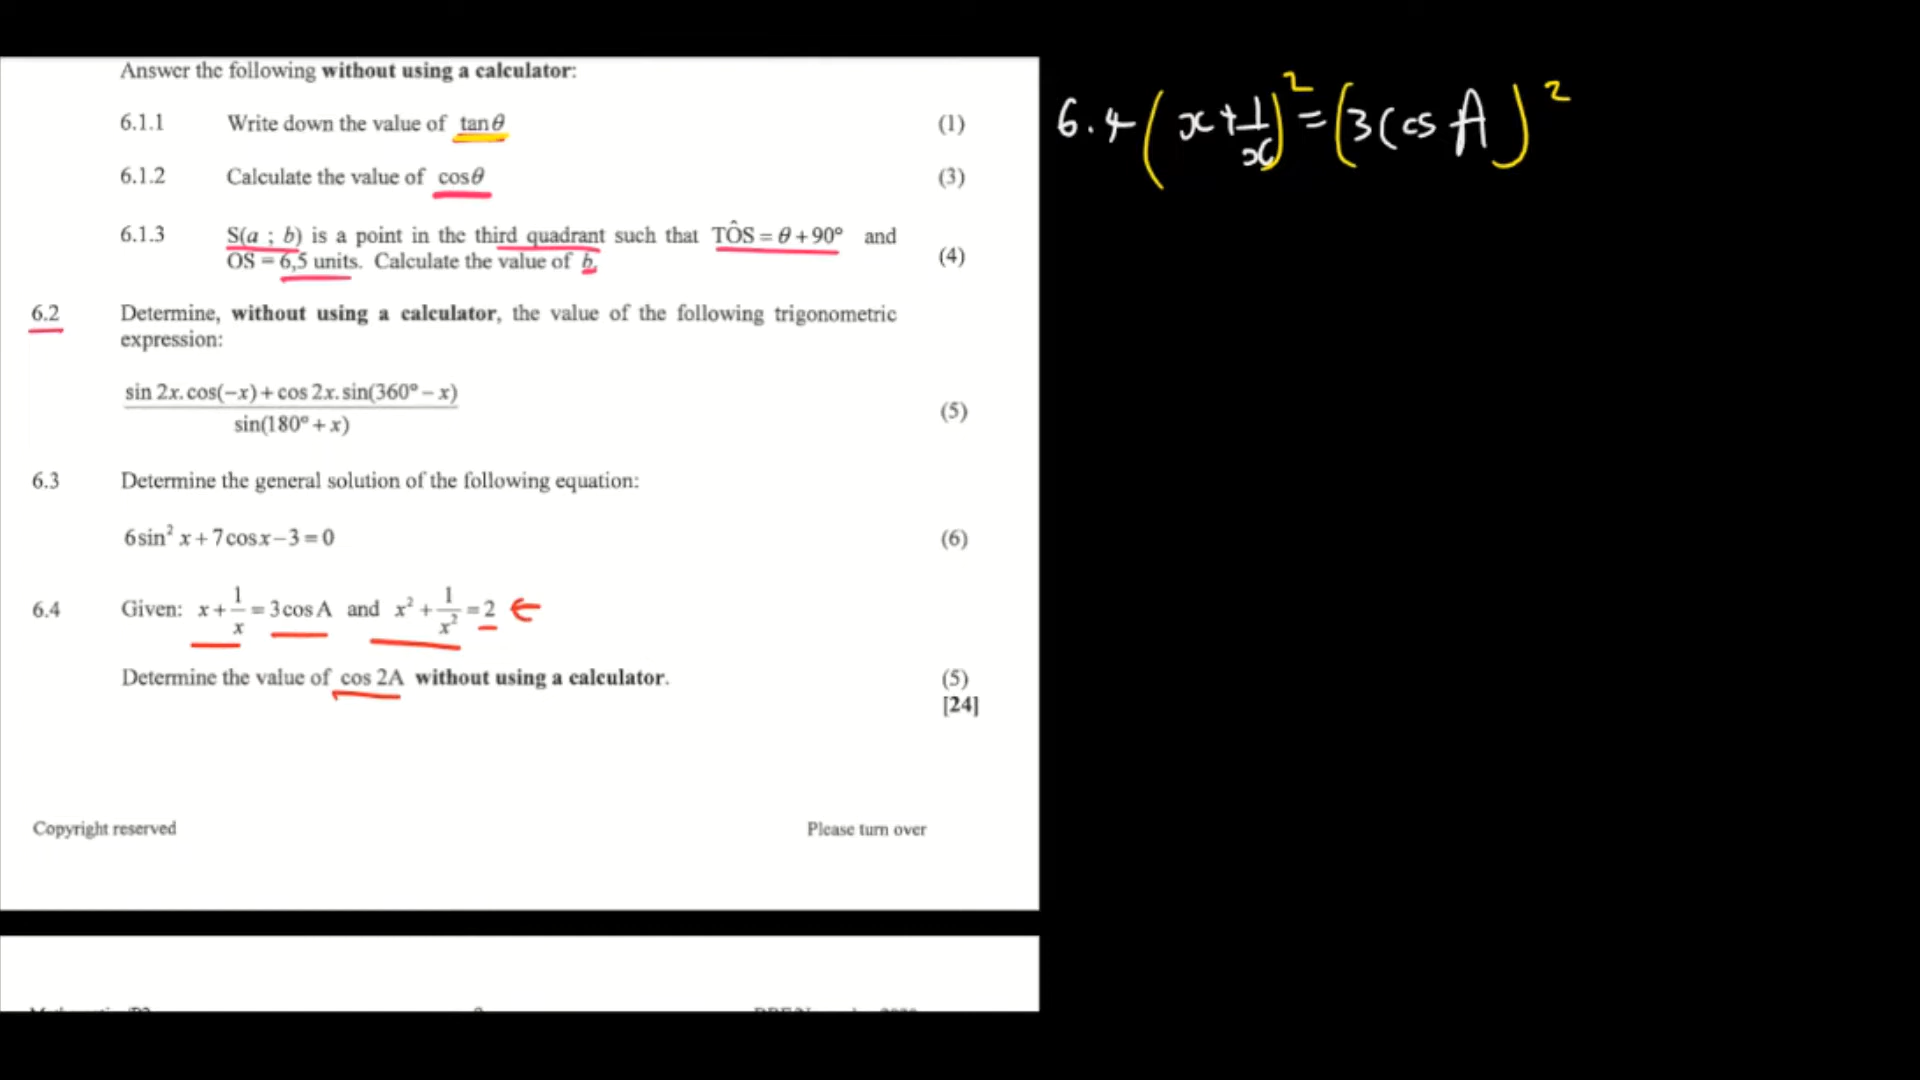 Answer the following without using a calculator:
6.1.1 Write down the value of tanθ (1)
6.1.2 Calculate the value of cosθ (3)
6.1.3 S(a ; b) is a point in the third quadrant such that TÔS = θ + 90° and
OS = 6,5 units. Calculate the value of b. (4)
6.2 Determine, without using a calculator, the value of the following trigonometric
expression:
sin 2x.cos(−x) + cos 2x.sin(360° − x)
sin(180° + x)
(5)
6.3 Determine the general solution of the following equation:
6sin² x + 7cosx − 3 = 0 (6)
6.4 Given: x + 1/x = 3cos A and x² + 1/x² = 2
Determine the value of cos 2A without using a calculator. (5)
[24]
Copyright reserved Please turn over
6.4 (x + 1/x)² = (3 cos A)²